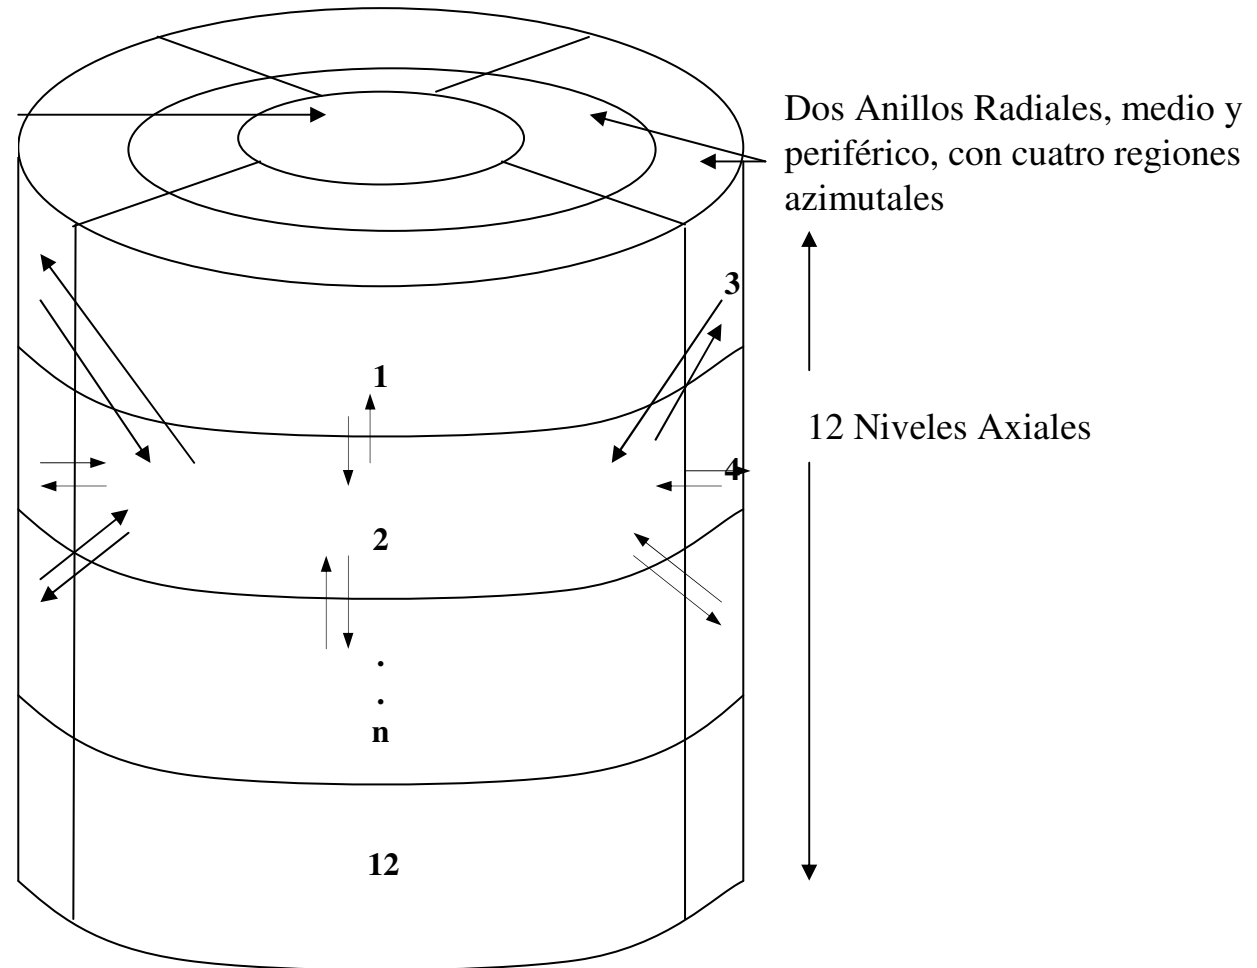 Dos Anillos Radiales, medio y
periférico, con cuatro regiones
azimutales
3
1
12 Niveles Axiales
4
2
.
.
n
12